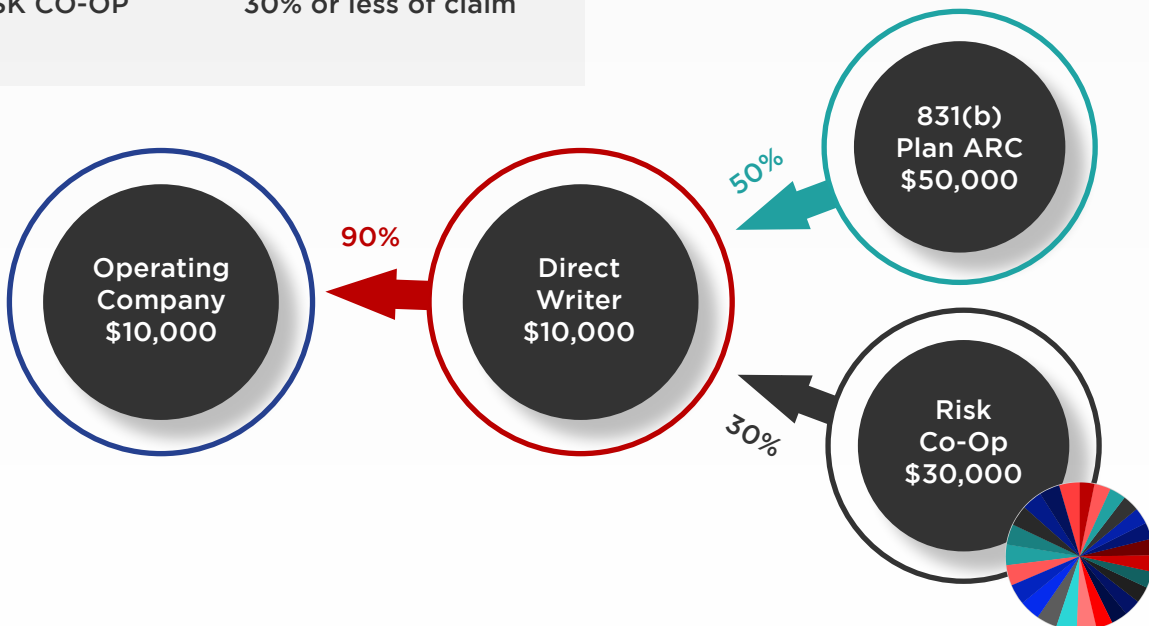 CO-OP
30% or less of claim
831(b)
Plan ARC
$50,000
50%
90%
Operating
Company
$10,000
Direct
Writer
$10,000
30%
Risk
Co-Op
$30,000